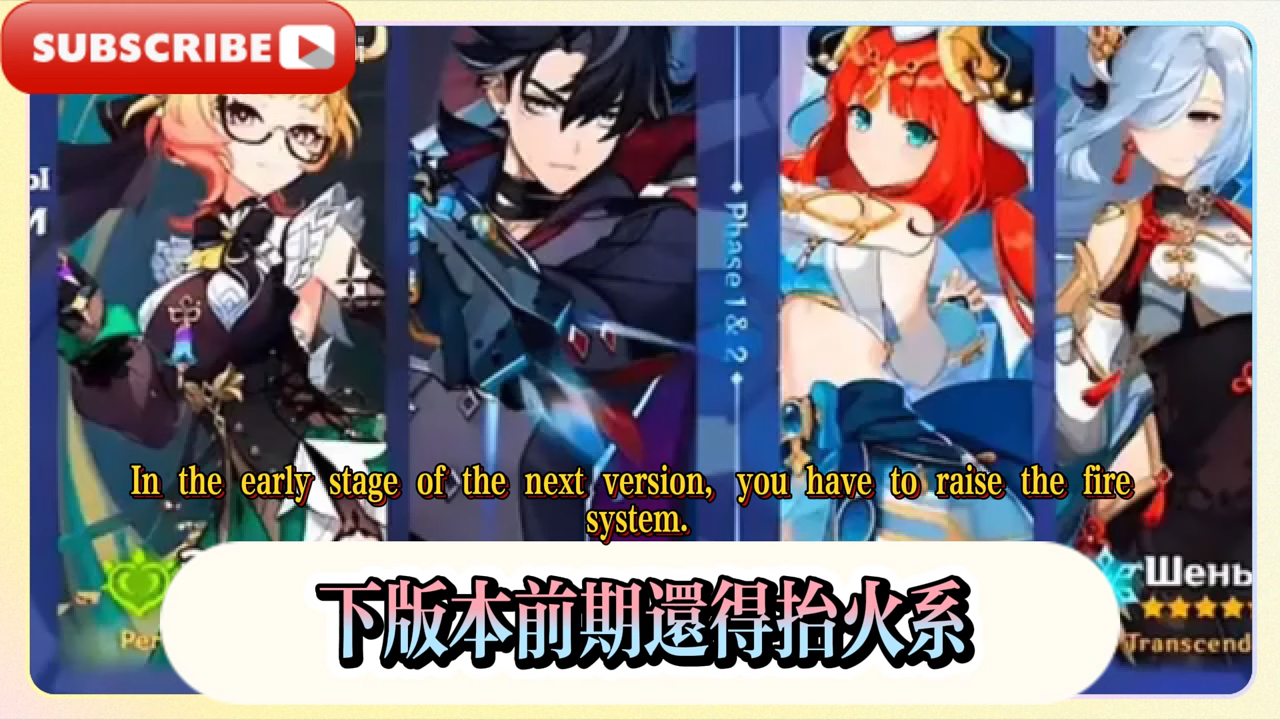 SUBSCRIBE
Ы
И
Phase 1 & 2
In the early stage of the next version, you have to raise the fire
system.
Шень
Transcend
下版本前期還得抬火系